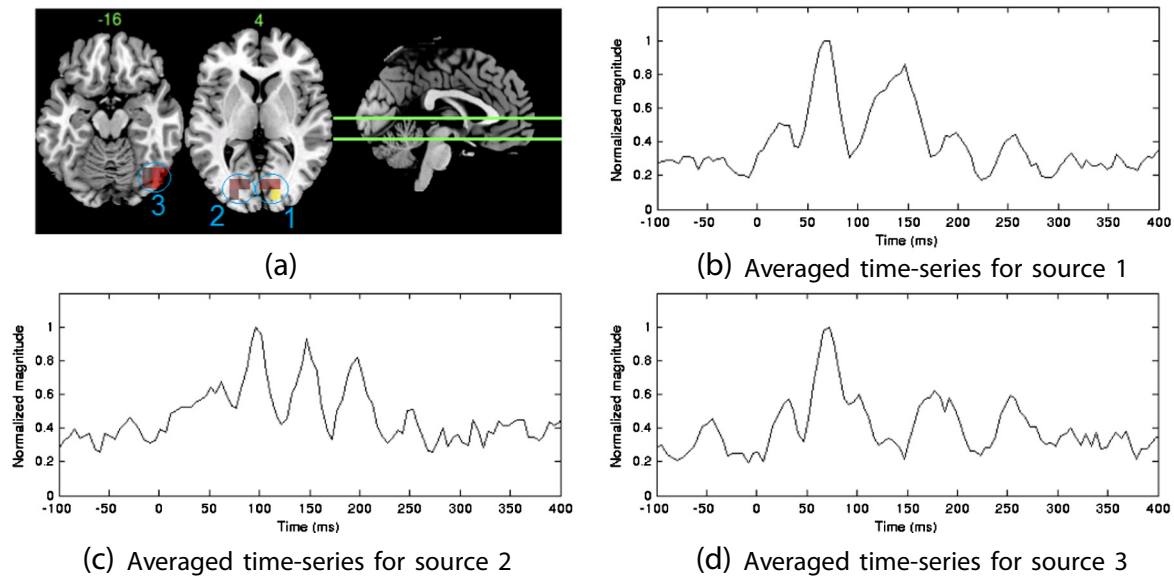 -16
4
3
2
1
(a)
Normalized magnitude
1
0.8
0.6
0.4
0.2
0
-100 -50 0 50 100 150 200 250 300 350 400
Time (ms)
(b) Averaged time-series for source 1
Normalized magnitude
1
0.8
0.6
0.4
0.2
0
-100 -50 0 50 100 150 200 250 300 350 400
Time (ms)
(c) Averaged time-series for source 2
Normalized magnitude
1
0.8
0.6
0.4
0.2
0
-100 -50 0 50 100 150 200 250 300 350 400
Time (ms)
(d) Averaged time-series for source 3